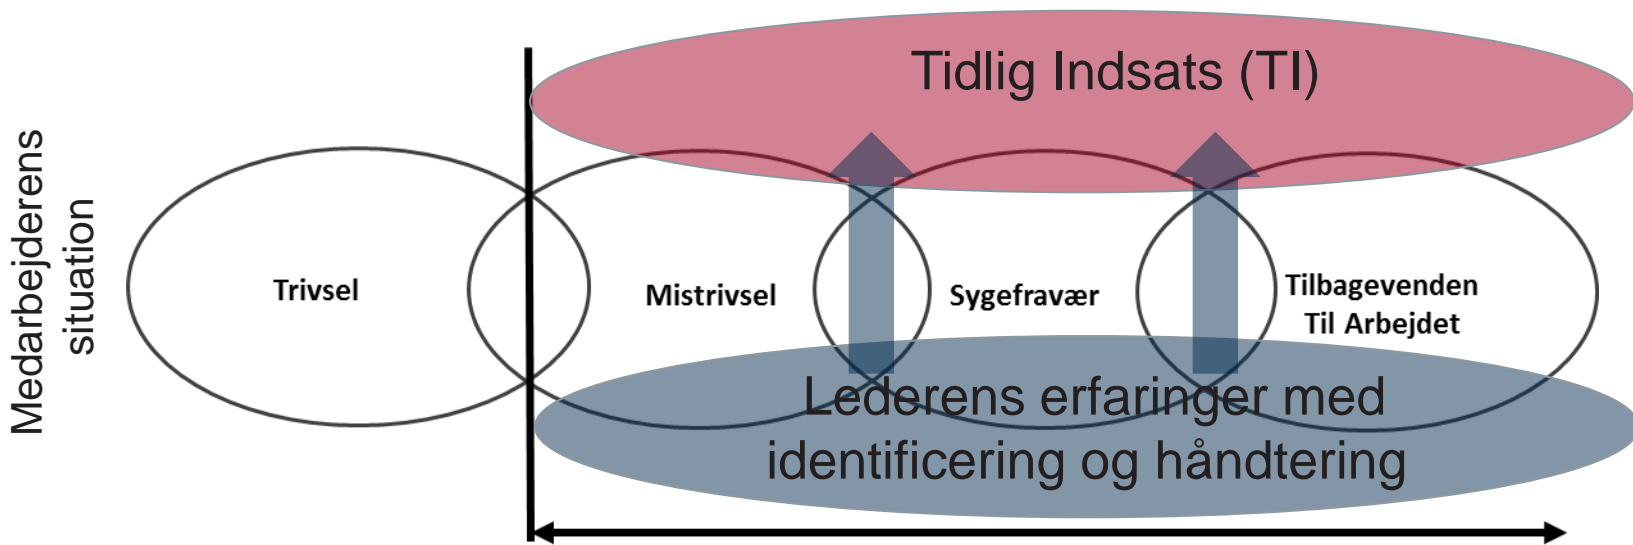 Tidlig Indsats (TI)
Medarbejderens
situation
Trivsel
Mistrivsel
Sygefravær
Tilbagevenden
Til Arbejdet
Lederens erfaringer med
identificering og håndtering